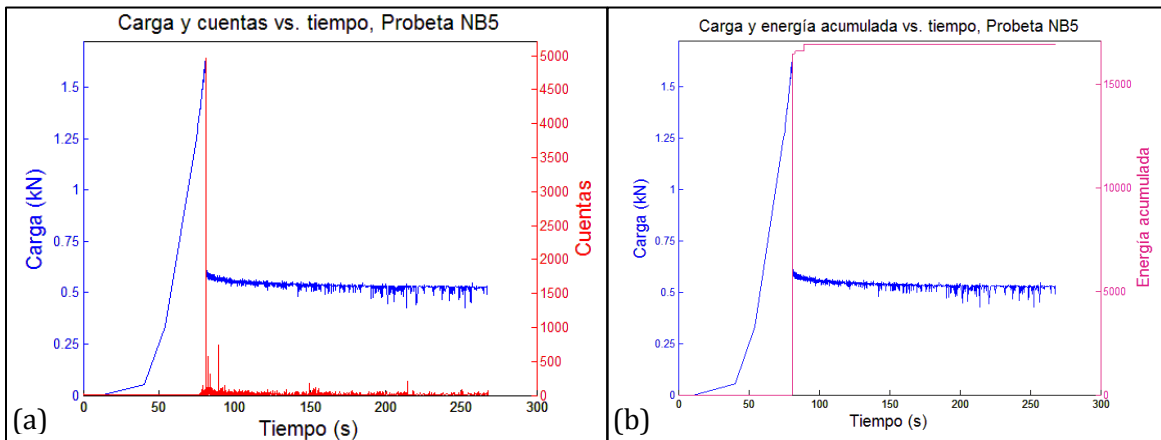 Carga y cuentas vs. tiempo, Probeta NB5
Carga (kN)
1.5
1.25
1
0.75
0.5
0.25
0
5000
4500
4000
3500
3000
2500
2000
1500
1000
500
0
Cuentas
0 50 100 150 200 250 300
Tiempo (s)
(a)
Carga y energía acumulada vs. tiempo, Probeta NB5
Carga (kN)
1.5
1.25
1
0.75
0.5
0.25
0
15000
10000
5000
0
Energía acumulada
0 50 100 150 200 250 300
Tiempo (s)
(b)